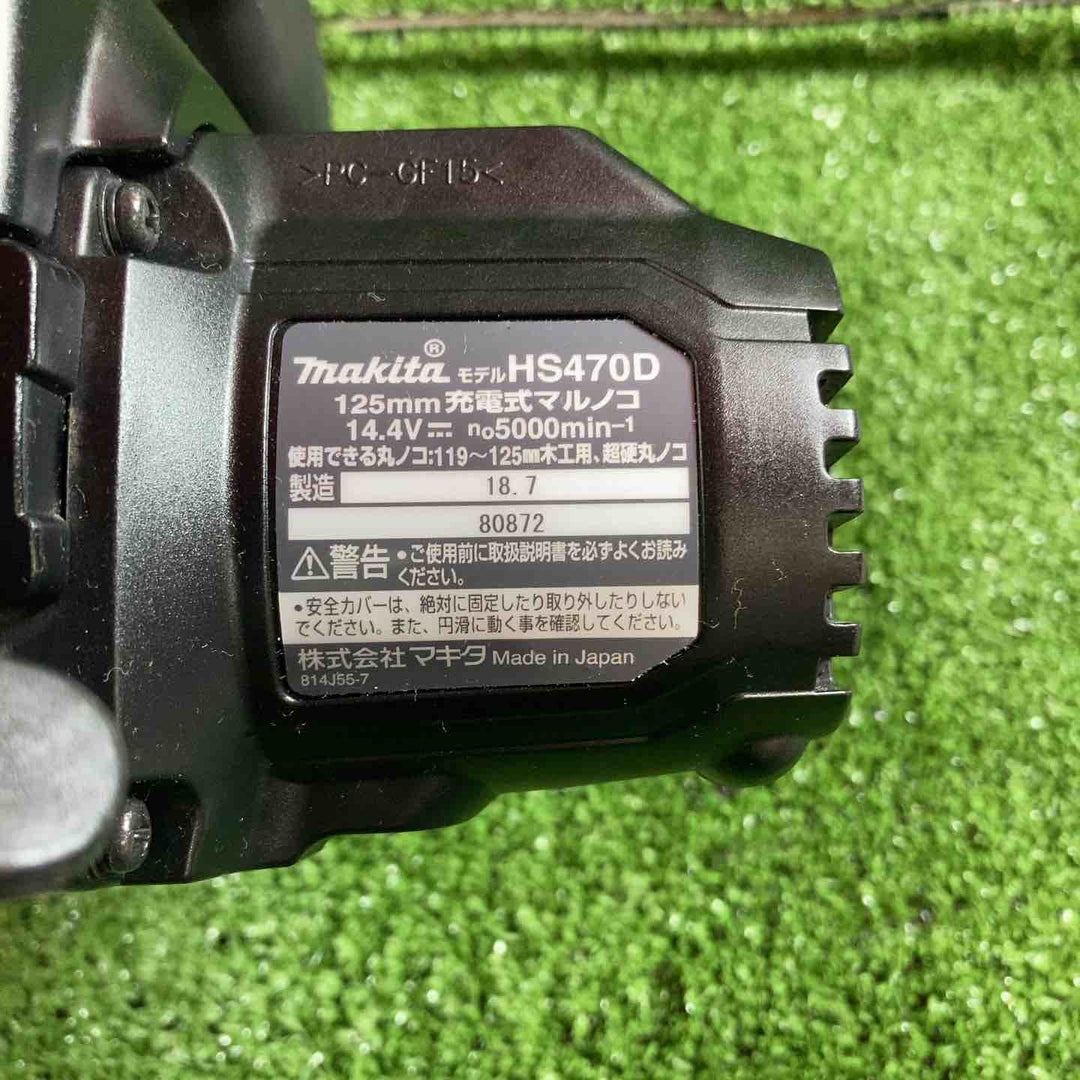 >PC-GF15<
makita® モデル HS470D
125mm 充電式マルノコ
14.4V⎓ n₀5000min⁻¹
使用できる丸ノコ:119～125㎜木工用、超硬丸ノコ
製造 18.7
80872
⚠警告 •ご使用前に取扱説明書を必ずよくお読み
ください。
•安全カバーは、絶対に固定したり取り外したりしない
でください。また、円滑に動く事を確認してください。
株式会社 マキタ Made in Japan
814J55-7